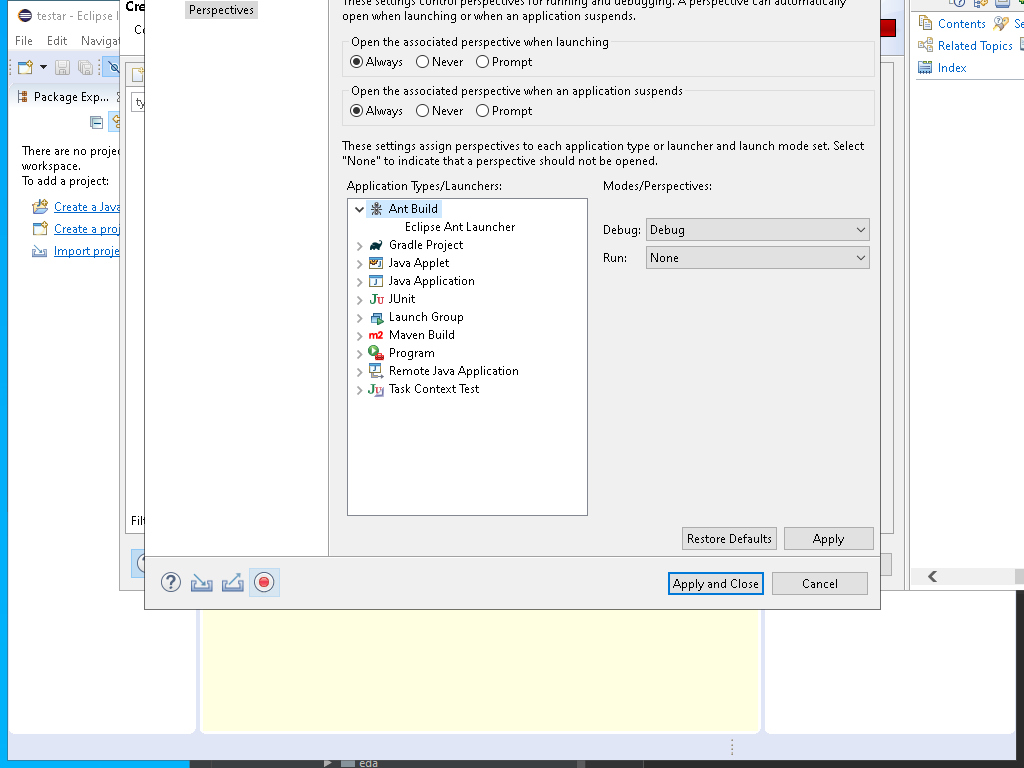 testar - Eclipse I
Cre
Perspectives
These settings control perspectives for running and debugging. A perspective can automatically
open when launching or when an application suspends.
Contents
Se
Related Topics
Index
File Edit Navigat
Open the associated perspective when launching
Always Never Prompt
Open the associated perspective when an application suspends
Always Never Prompt
Package Exp...
ty
There are no proje
workspace.
To add a project:
Create a Java
Create a proj
Import proje
These settings assign perspectives to each application type or launcher and launch mode set. Select
"None" to indicate that a perspective should not be opened.
Application Types/Launchers:
Modes/Perspectives:
Ant Build
Eclipse Ant Launcher
Gradle Project
Java Applet
Java Application
JUnit
Launch Group
Maven Build
Program
Remote Java Application
Task Context Test
Debug: Debug
Run: None
Filt
Restore Defaults
Apply
Apply and Close
Cancel
eda